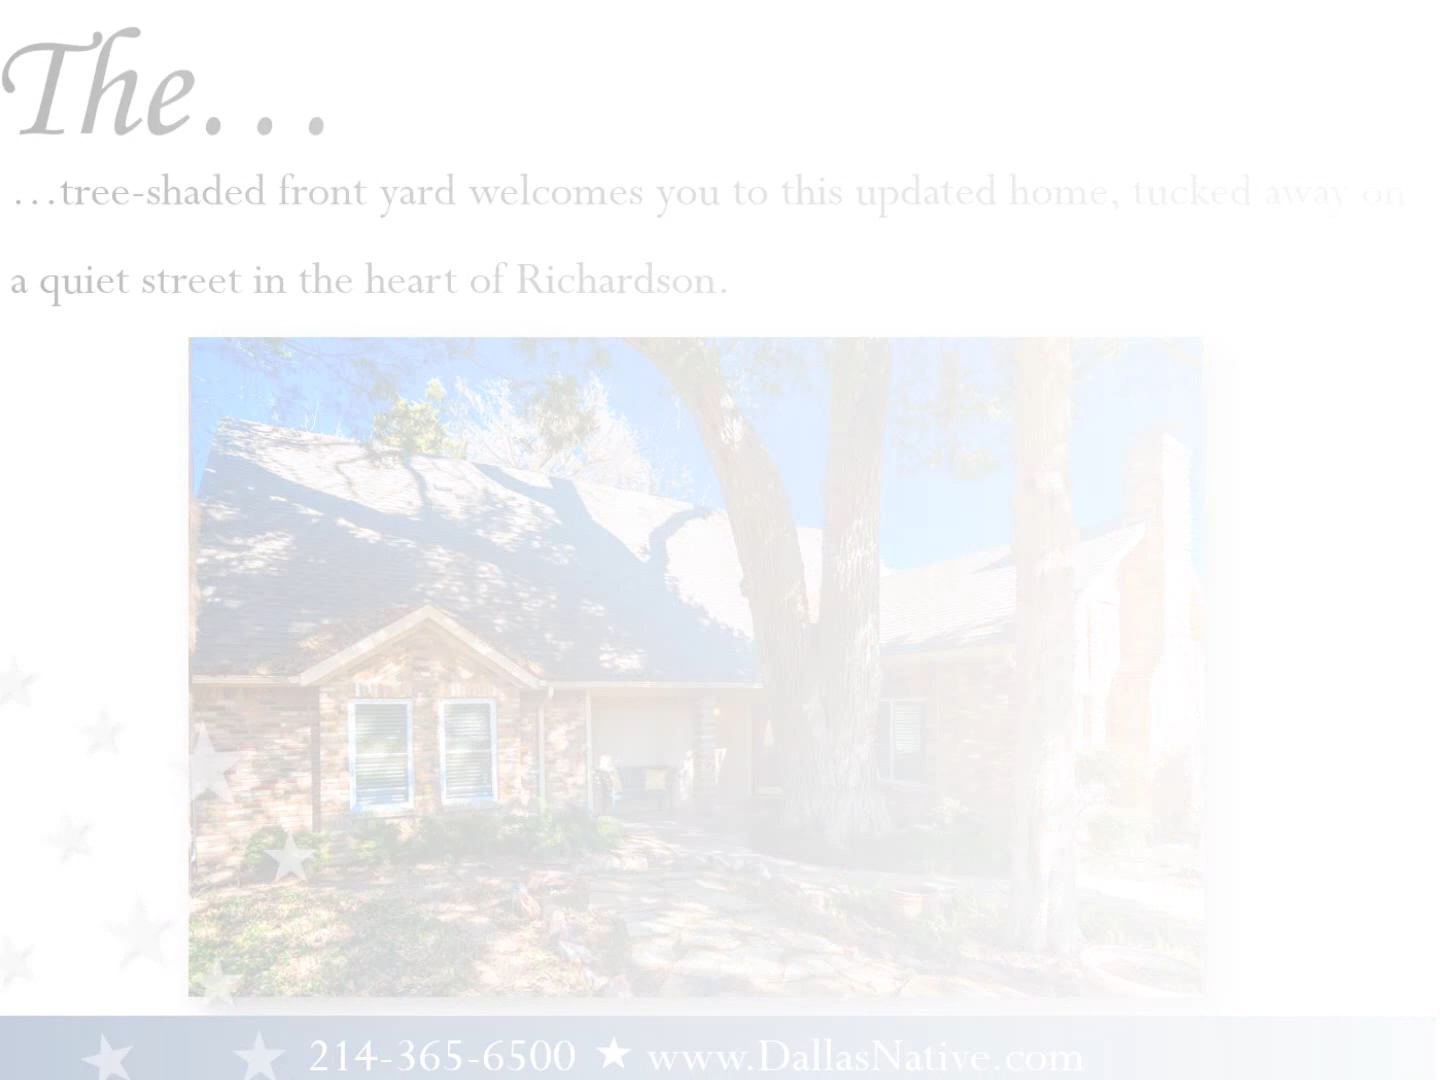 The...
...tree-shaded front yard welcomes you to this updated home, tucked away on
a quiet street in the heart of Richardson.
214-365-6500 ★ www.DallasNative.com